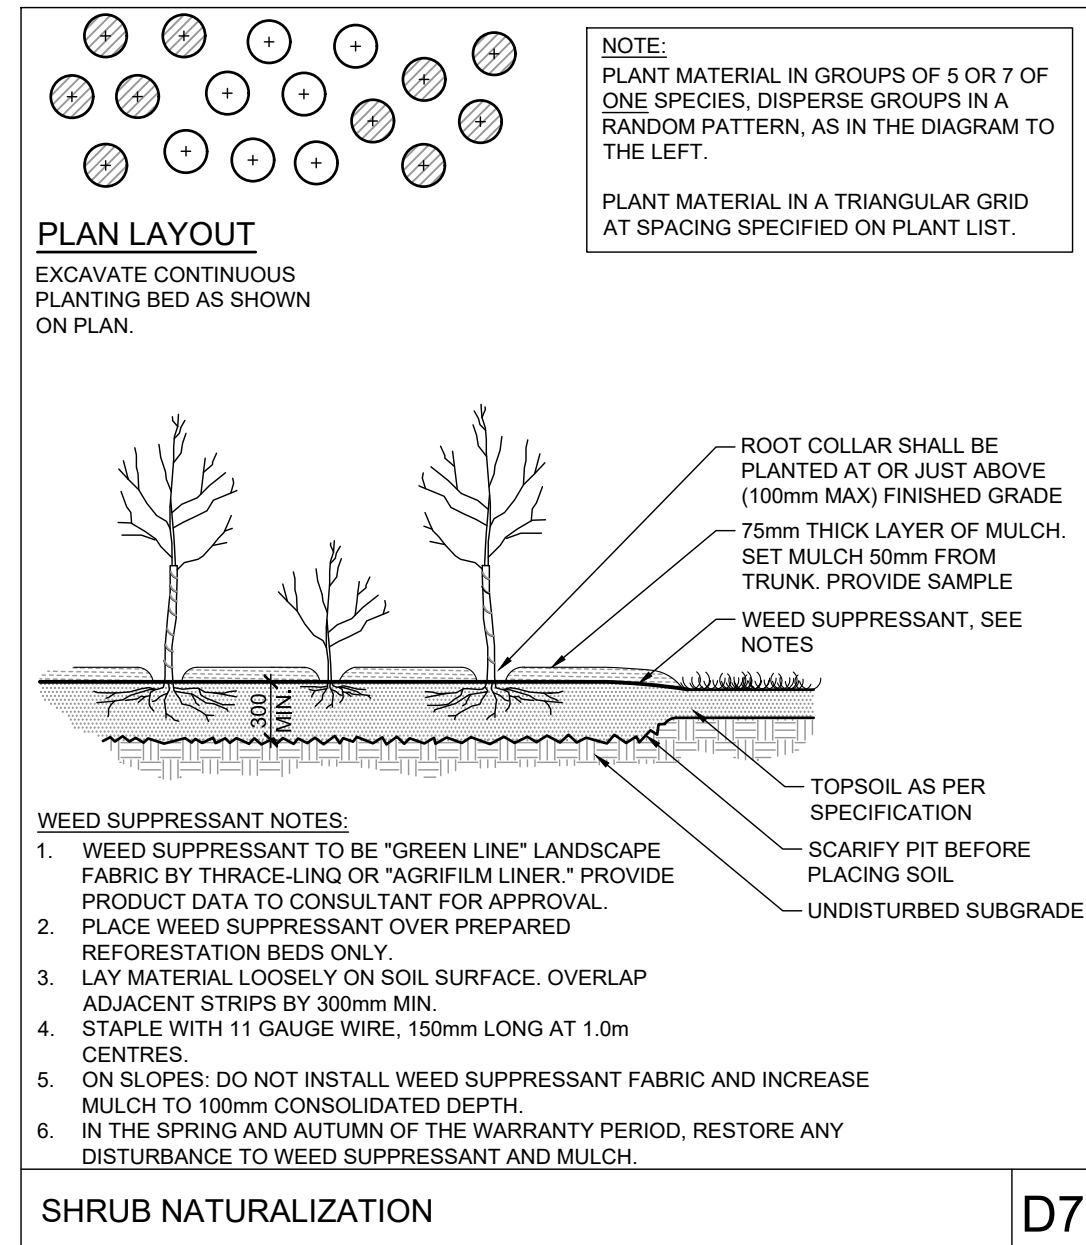 NOTE:
PLANT MATERIAL IN GROUPS OF 5 OR 7 OF
ONE SPECIES, DISPERSE GROUPS IN A
RANDOM PATTERN, AS IN THE DIAGRAM TO
THE LEFT.
PLANT MATERIAL IN A TRIANGULAR GRID
AT SPACING SPECIFIED ON PLANT LIST.
PLAN LAYOUT
EXCAVATE CONTINUOUS
PLANTING BED AS SHOWN
ON PLAN.
ROOT COLLAR SHALL BE
PLANTED AT OR JUST ABOVE
(100mm MAX) FINISHED GRADE
75mm THICK LAYER OF MULCH.
SET MULCH 50mm FROM
TRUNK. PROVIDE SAMPLE
WEED SUPPRESSANT, SEE
NOTES
300
MIN.
TOPSOIL AS PER
SPECIFICATION
SCARIFY PIT BEFORE
PLACING SOIL
UNDISTURBED SUBGRADE
WEED SUPPRESSANT NOTES:
1. WEED SUPPRESSANT TO BE "GREEN LINE" LANDSCAPE
FABRIC BY THRACE-LINQ OR "AGRIFILM LINER." PROVIDE
PRODUCT DATA TO CONSULTANT FOR APPROVAL.
2. PLACE WEED SUPPRESSANT OVER PREPARED
REFORESTATION BEDS ONLY.
3. LAY MATERIAL LOOSELY ON SOIL SURFACE. OVERLAP
ADJACENT STRIPS BY 300mm MIN.
4. STAPLE WITH 11 GAUGE WIRE, 150mm LONG AT 1.0m
CENTRES.
5. ON SLOPES: DO NOT INSTALL WEED SUPPRESSANT FABRIC AND INCREASE
MULCH TO 100mm CONSOLIDATED DEPTH.
6. IN THE SPRING AND AUTUMN OF THE WARRANTY PERIOD, RESTORE ANY
DISTURBANCE TO WEED SUPPRESSANT AND MULCH.
SHRUB NATURALIZATION
D7